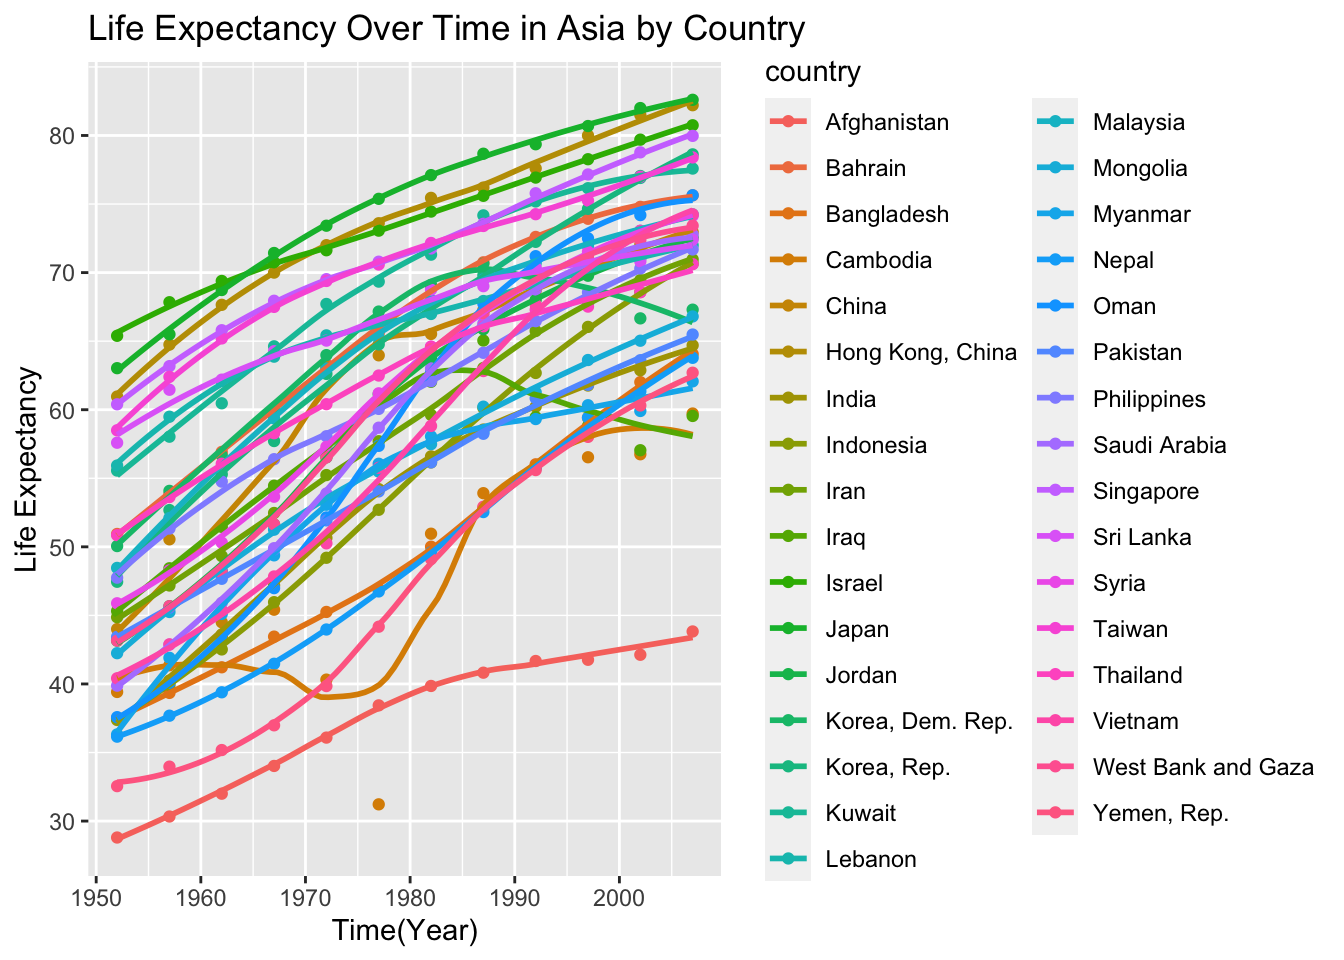 Life Expectancy Over Time in Asia by Country
Life Expectancy
80
70
60
50
40
30
1950
1960
1970
1980
1990
2000
Time(Year)
country
Afghanistan
Bahrain
Bangladesh
Cambodia
China
Hong Kong, China
India
Indonesia
Iran
Iraq
Israel
Japan
Jordan
Korea, Dem. Rep.
Korea, Rep.
Kuwait
Lebanon
Malaysia
Mongolia
Myanmar
Nepal
Oman
Pakistan
Philippines
Saudi Arabia
Singapore
Sri Lanka
Syria
Taiwan
Thailand
Vietnam
West Bank and Gaza
Yemen, Rep.